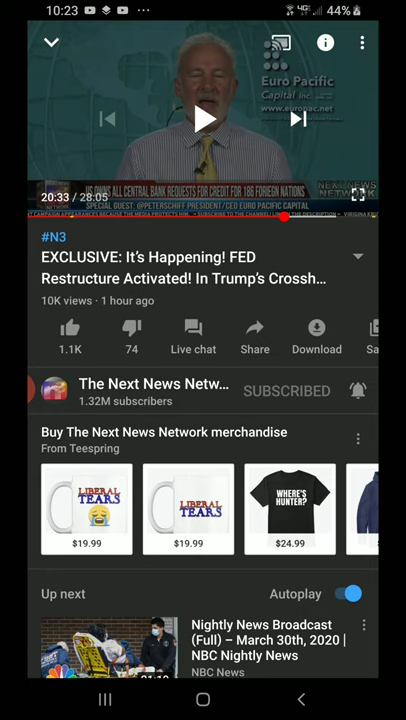 10:23
4G
44%
Euro Pacific
Capital Inc.
www.europac.net
US OWNS ALL CENTRAL BANK REQUESTS FOR CREDIT FOR 186 FOREIGN NATIONS
SPECIAL GUEST: @PETERSCHIFF PRESIDENT/CEO EURO PACIFIC CAPITAL
20:33 / 28:05
#N3
EXCLUSIVE: It's Happening! FED
Restructure Activated! In Trump's Crossh...
10K views · 1 hour ago
1.1K
74
Live chat
Share
Download
Sa
The Next News Netw...
SUBSCRIBED
1.32M subscribers
Buy The Next News Network merchandise
From Teespring
LIBERAL
TEARS
LIBERAL
TEARS
WHERE'S
HUNTER?
$19.99
$19.99
$24.99
Up next
Autoplay
Nightly News Broadcast
(Full) – March 30th, 2020 |
NBC Nightly News
NBC News